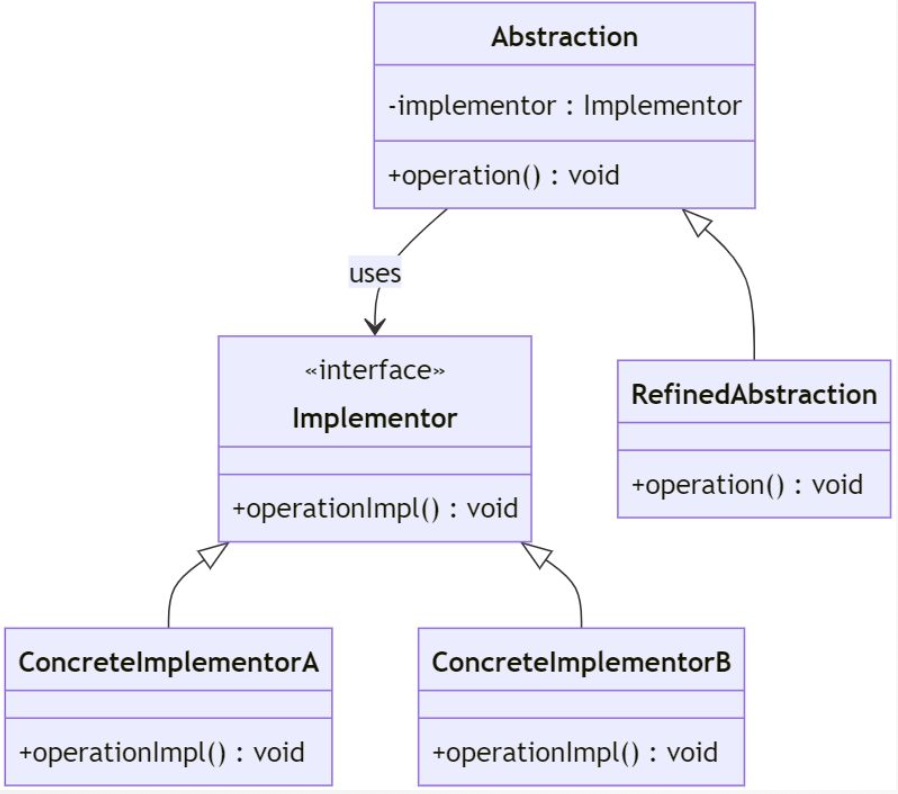 Abstraction
-implementor : Implementor
+operation() : void
uses
«interface»
Implementor
+operationImpl() : void
RefinedAbstraction
+operation() : void
ConcreteImplementorA
+operationImpl() : void
ConcreteImplementorB
+operationImpl() : void